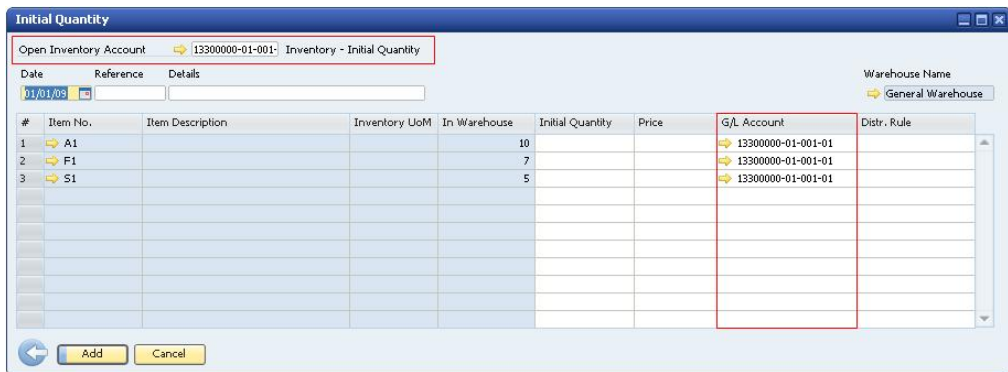 Initial Quantity
Open Inventory Account 13300000-01-001- Inventory - Initial Quantity
Date Reference Details Warehouse Name
01/01/09 General Warehouse
# Item No. Item Description Inventory UoM In Warehouse Initial Quantity Price G/L Account Distr. Rule
1 A1 10 13300000-01-001-01
2 F1 7 13300000-01-001-01
3 S1 5 13300000-01-001-01
Add Cancel